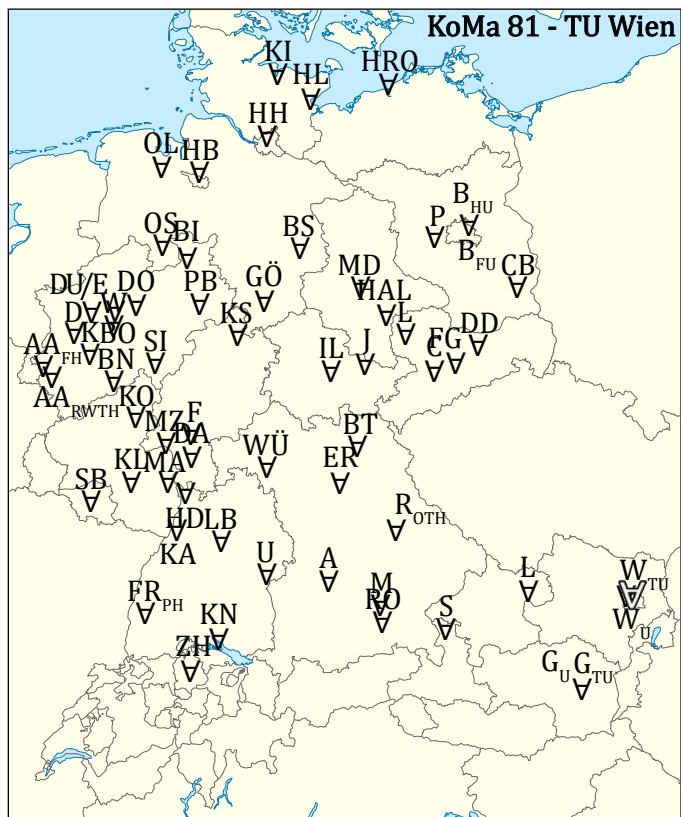 KoMa 81 - TU Wien
KI
HL
HRO
HH
OL
HB
B HU
P
B FU
OS
BI
BS
CB
MD
HAL
DU/E
DO
PB
GÖ
KS
L
W
D
K
BO
SI
IL
J
C
FG
DD
AA FH
BN
AA RWTH
KO
MZ
F
DA
WÜ
BT
ER
SB
KL
MA
R OTH
HD
LB
KA
U
A
L
W TU
W U
FR PH
KN
M
RO
S
ZH
G U
G TU